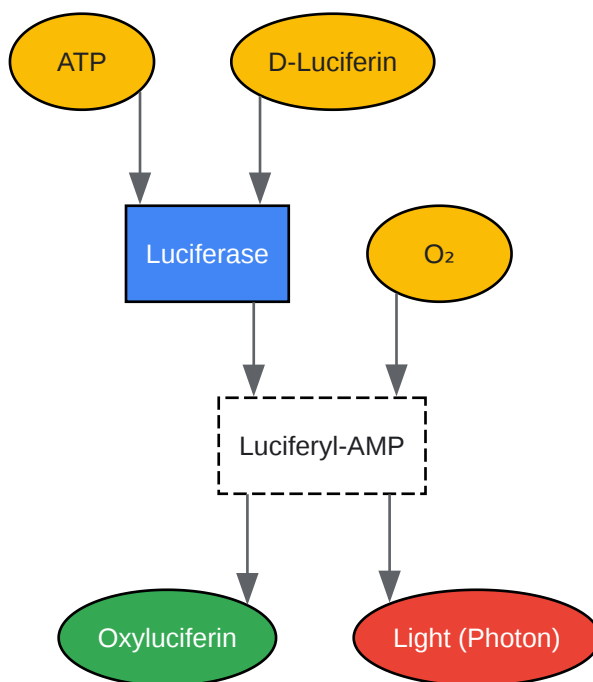 ATP
D-Luciferin
Luciferase
O₂
Luciferyl-AMP
Oxyluciferin
Light (Photon)